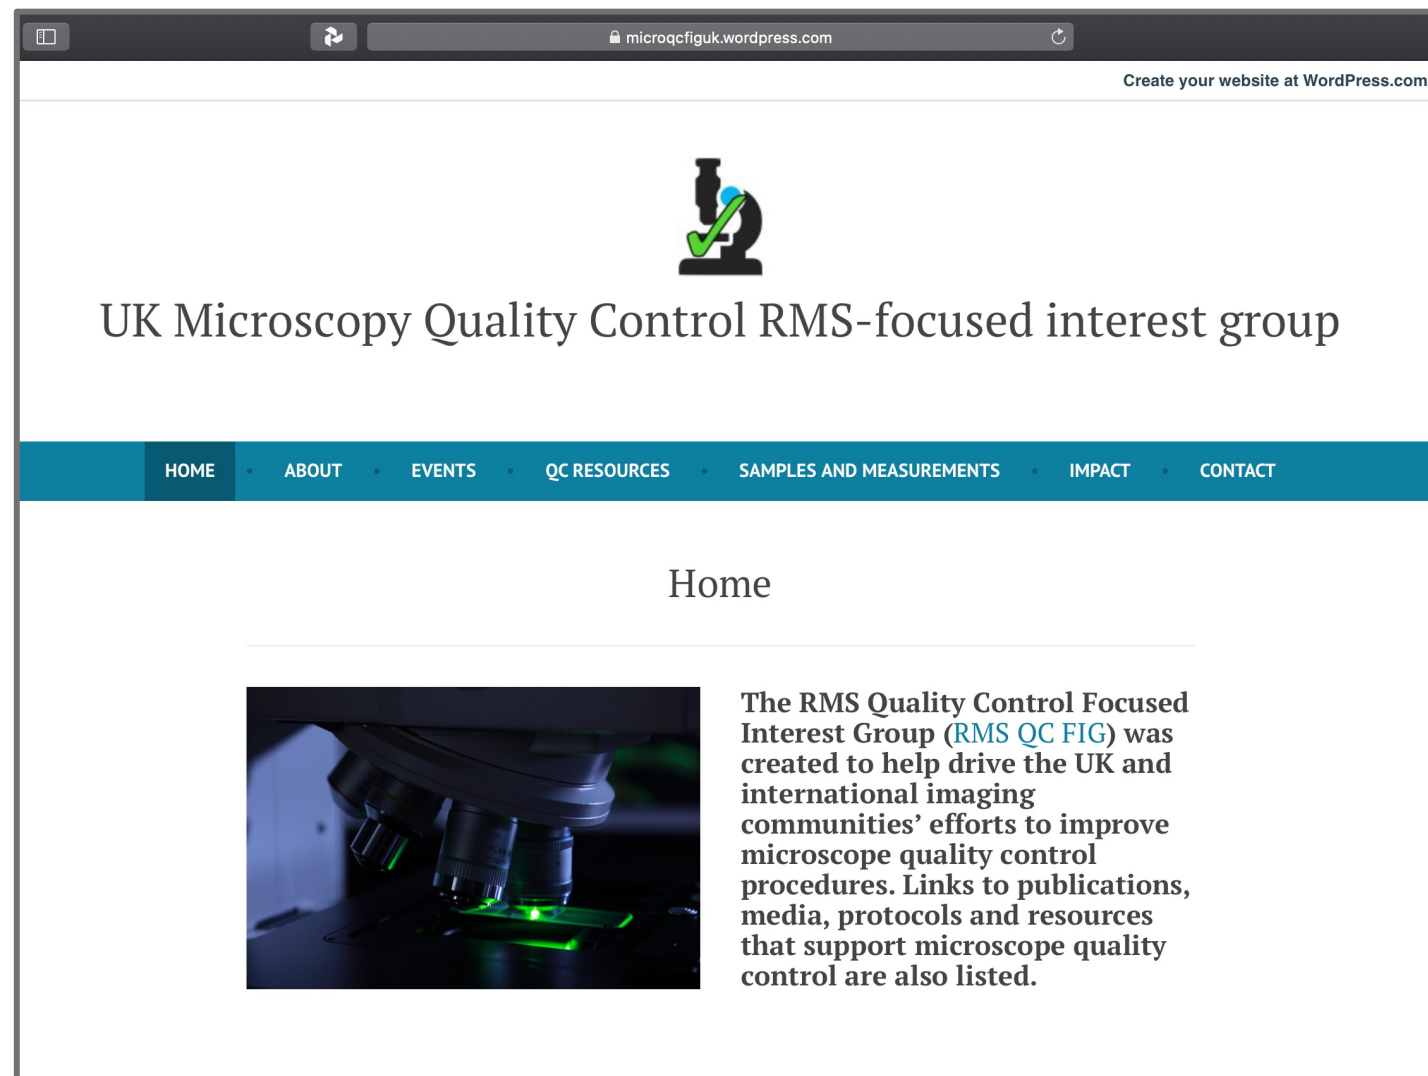 microqcfiguk.wordpress.com
Create your website at WordPress.com
UK Microscopy Quality Control RMS-focused interest group
HOME ABOUT EVENTS QC RESOURCES SAMPLES AND MEASUREMENTS IMPACT CONTACT
Home
The RMS Quality Control Focused
Interest Group (RMS QC FIG) was
created to help drive the UK and
international imaging
communities’ efforts to improve
microscope quality control
procedures. Links to publications,
media, protocols and resources
that support microscope quality
control are also listed.